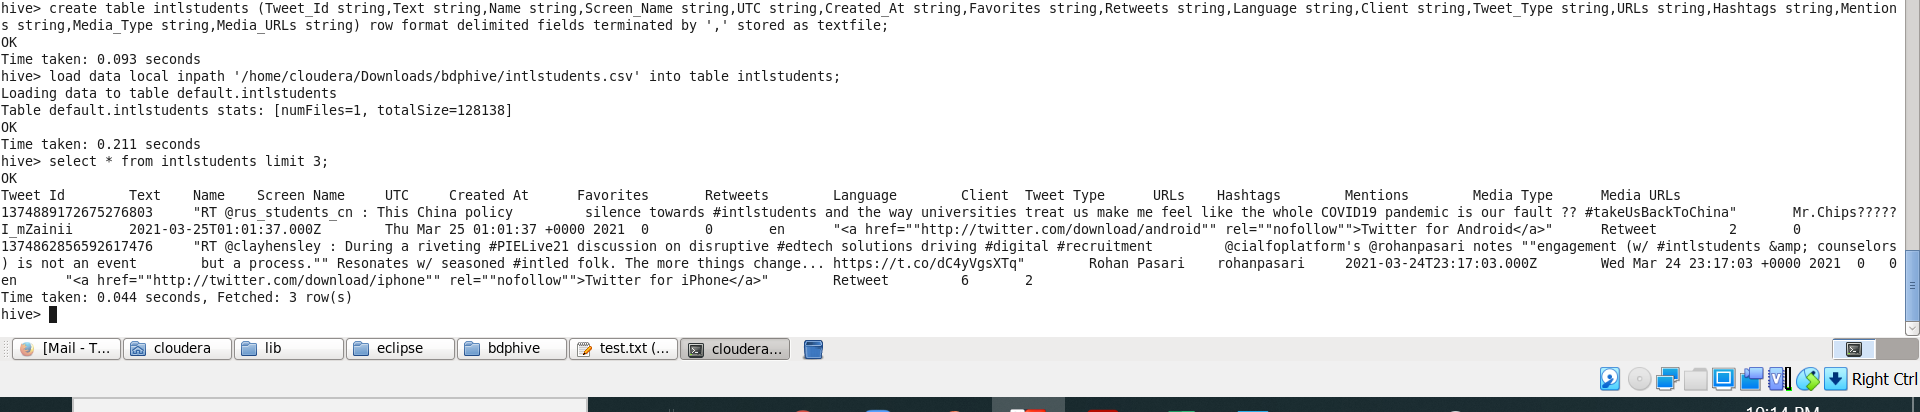 hive> create table intlstudents (Tweet_Id string,Text string,Name string,Screen_Name string,UTC string,Created_At string,Favorites string,Retweets string,Language string,Client string,Tweet_Type string,URLs string,Hashtags string,Mention
s string,Media_Type string,Media_URLs string) row format delimited fields terminated by ',' stored as textfile;
OK
Time taken: 0.093 seconds
hive> load data local inpath '/home/cloudera/Downloads/bdphive/intlstudents.csv' into table intlstudents;
Loading data to table default.intlstudents
Table default.intlstudents stats: [numFiles=1, totalSize=128138]
OK
Time taken: 0.211 seconds
hive> select * from intlstudents limit 3;
OK
Tweet Id Text Name Screen Name UTC Created At Favorites Retweets Language Client Tweet Type URLs Hashtags Mentions Media Type Media URLs
1374889172675276803 "RT @rus_students_cn : This China policy silence towards #intlstudents and the way universities treat us make me feel like the whole COVID19 pandemic is our fault ?? #takeUsBackToChina" Mr.Chips?????
I_mZainii 2021-03-25T01:01:37.000Z Thu Mar 25 01:01:37 +0000 2021 0 0 en "<a href=""http://twitter.com/download/android"" rel=""nofollow"">Twitter for Android</a>" Retweet 2 0
1374862856592617476 "RT @clayhensley : During a riveting #PIELive21 discussion on disruptive #edtech solutions driving #digital #recruitment @cialfoplatform's @rohanpasari notes ""engagement (w/ #intlstudents &amp; counselors
) is not an event but a process."" Resonates w/ seasoned #intled folk. The more things change... https://t.co/dC4yVgsXTq" Rohan Pasari rohanpasari 2021-03-24T23:17:03.000Z Wed Mar 24 23:17:03 +0000 2021 0 0
en "<a href=""http://twitter.com/download/iphone"" rel=""nofollow"">Twitter for iPhone</a>" Retweet 6 2
Time taken: 0.044 seconds, Fetched: 3 row(s)
hive>
[Mail - T... cloudera lib eclipse bdphive test.txt (... cloudera...
Right Ctrl
10:14 PM